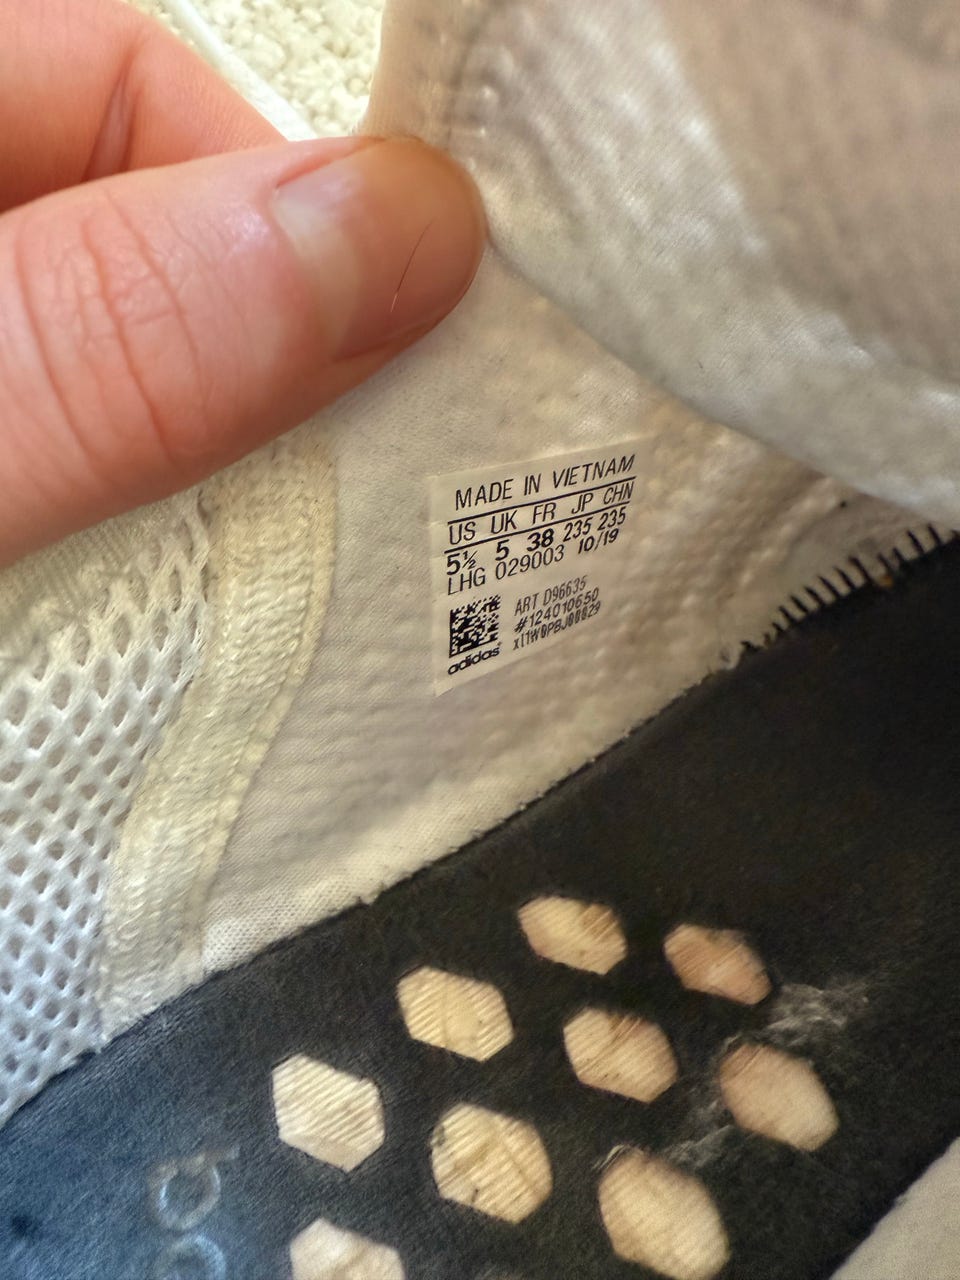 MADE IN VIETNAM
US UK FR JP CHN
5½ 5 38 235 235
LHG 029003 10/19
ART D96635
#124010650
adidas